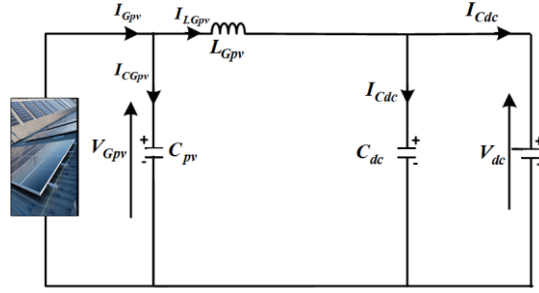 I_Gpv I_LGpv I_Cdc
L_Gpv
I_CGpv I_Cdc
V_Gpv + - C_pv C_dc + - V_dc + -